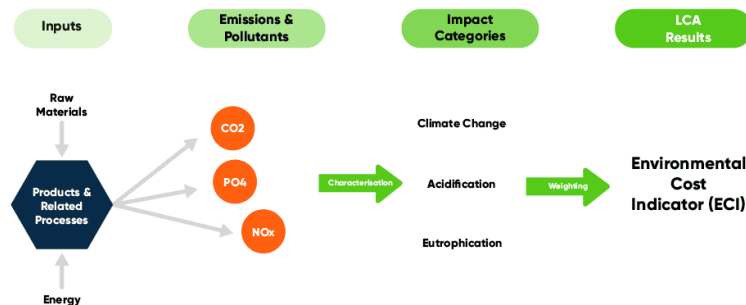 Inputs
Emissions &
Pollutants
Impact
Categories
LCA
Results
Raw
Materials
Products &
Related
Processes
Energy
CO2
PO4
NOx
Characterisation
Climate Change
Acidification
Eutrophication
Weighting
Environmental
Cost
Indicator (ECI)